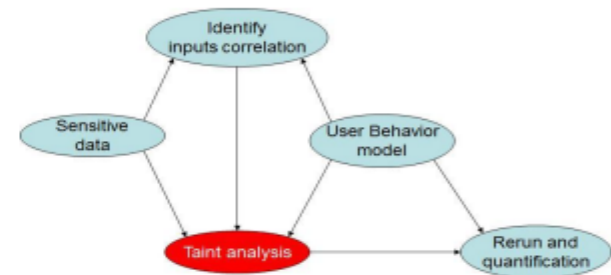 Identify
inputs correlation
Sensitive
data
User Behavior
model
Taint analysis
Rerun and
quantification